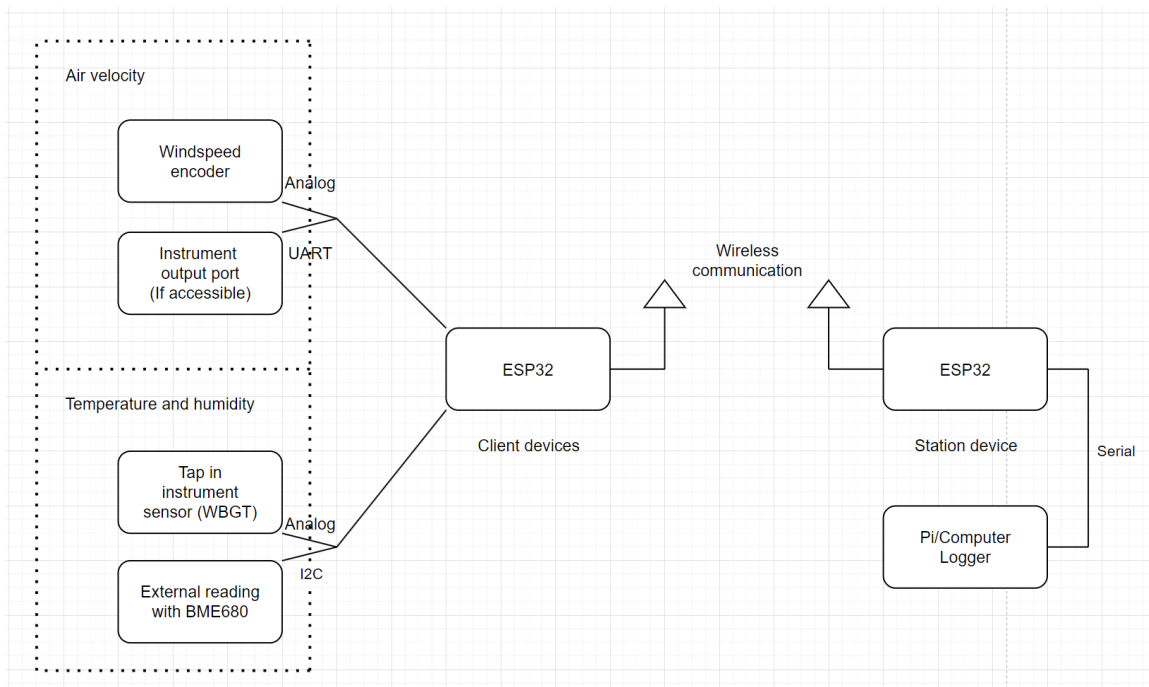 Air velocity
Windspeed
encoder
Analog
Instrument
output port
(If accessible)
UART
Wireless
communication
ESP32
ESP32
Temperature and humidity
Client devices
Station device
Serial
Tap in
instrument
sensor (WBGT)
Analog
Pi/Computer
Logger
I2C
External reading
with BME680